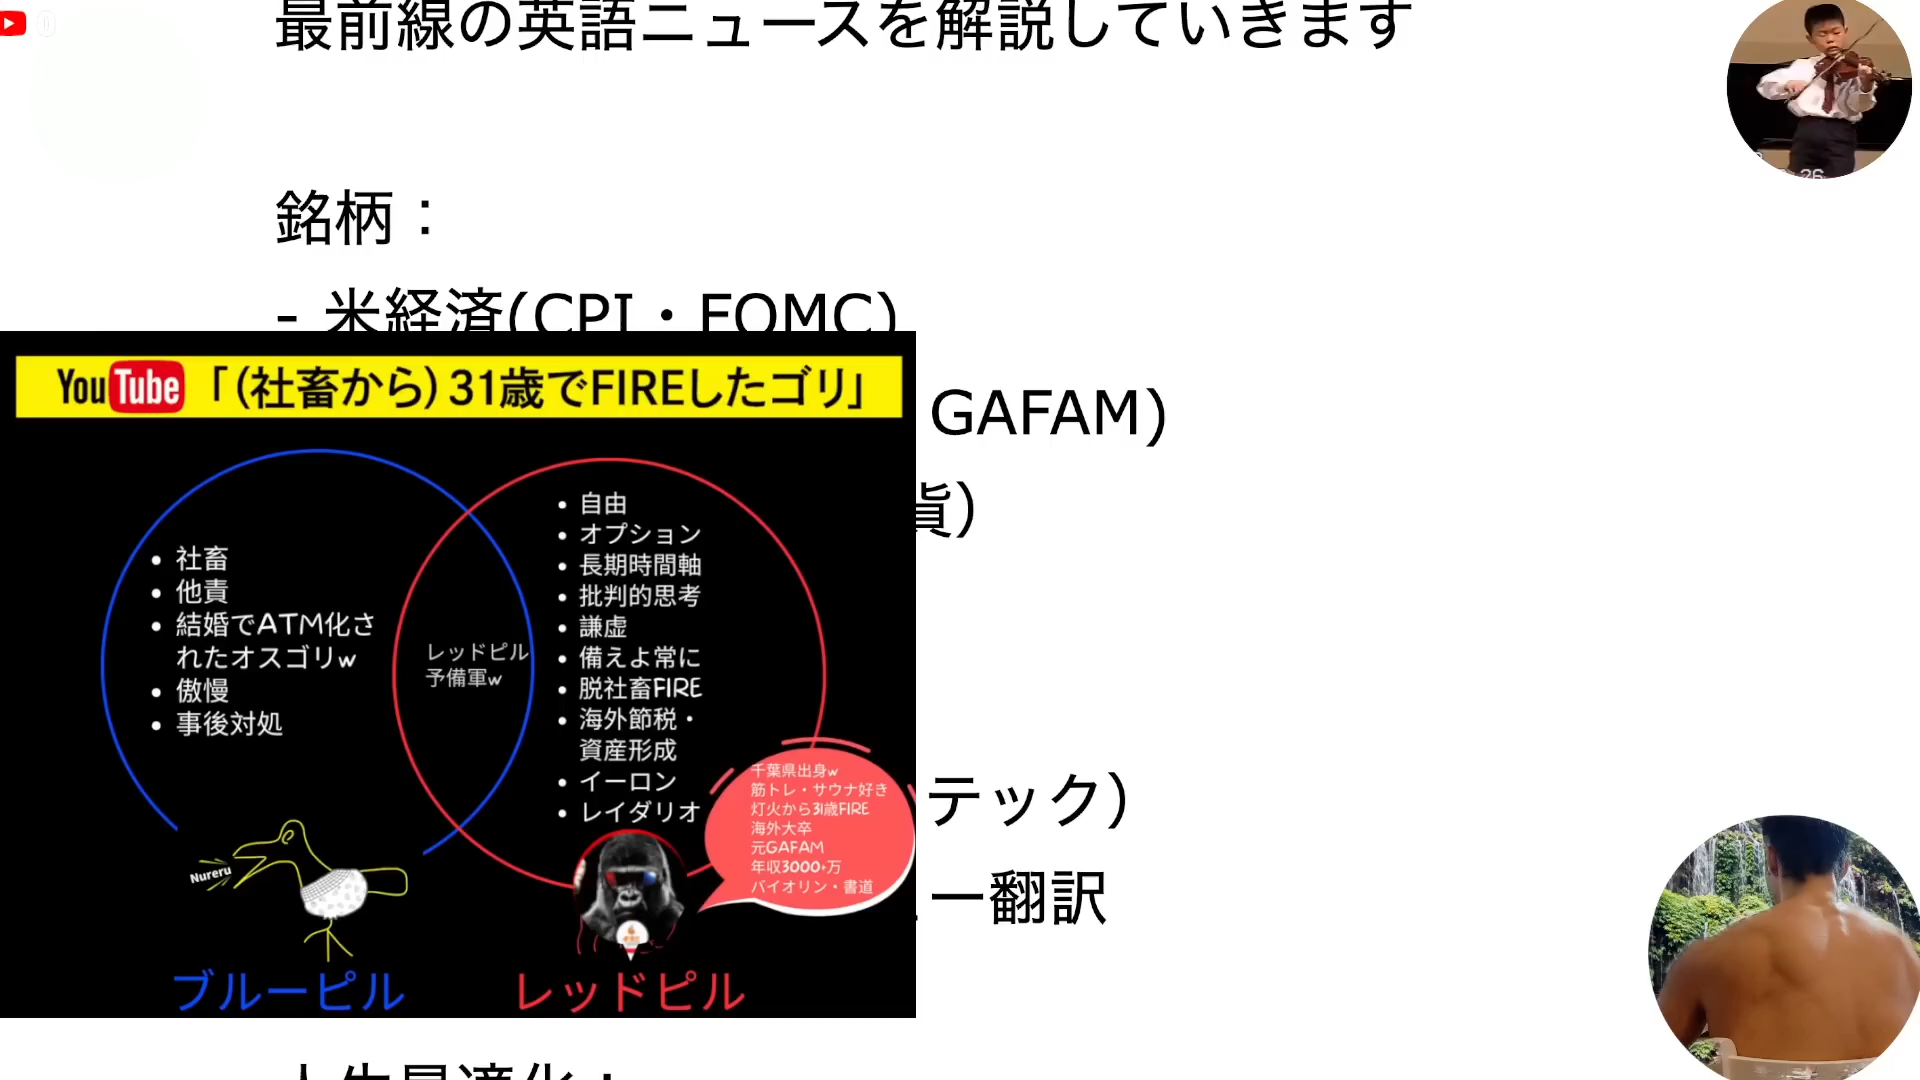 0
最前線の英語ニュースを解説していきます
銘柄：
- 米経済(CPI・FOMC)
GAFAM)
貨)
テック)
ー翻訳
YouTube「(社畜から) 31歳でFIREしたゴリ」
• 社畜
• 他責
• 結婚でATM化さ
れたオスゴリw
• 傲慢
• 事後対処
レッドピル
予備軍w
• 自由
• オプション
• 長期時間軸
• 批判的思考
• 謙虚
• 備えよ常に
• 脱社畜FIRE
• 海外節税・
資産形成
• イーロン
• レイダリオ
千葉県出身w
筋トレ・サウナ好き
灯火から31歳FIRE
海外大卒
元GAFAM
年収3000+万
バイオリン・書道
Nureru
ブルーピル
レッドピル
人生最適化：